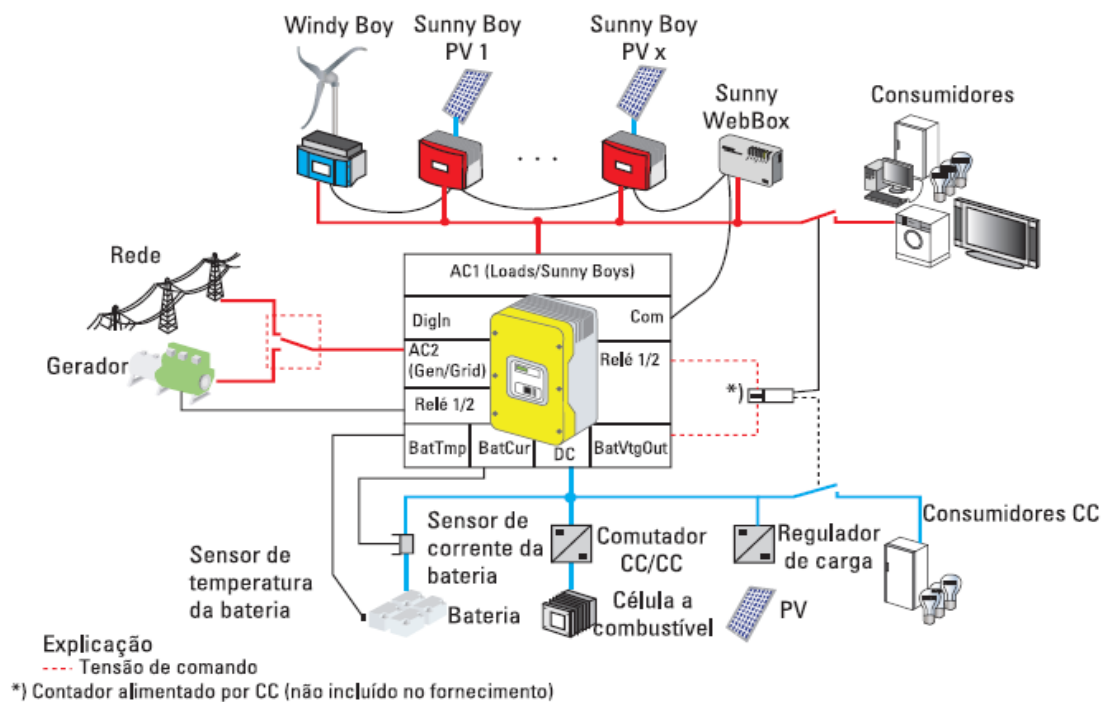 Windy Boy
Sunny Boy
PV 1
Sunny Boy
PV x
Sunny
WebBox
Consumidores
. . .
Rede
Gerador
AC1 (Loads/Sunny Boys)
DigIn
Com
AC2
(Gen/Grid)
Relé 1/2
Relé 1/2
*)
BatTmp
BatCur
DC
BatVtgOut
Sensor de
temperatura
da bateria
Sensor de
corrente da
bateria
Bateria
Comutador
CC/CC
Célula a
combustível
Regulador
de carga
PV
Consumidores CC
Explicação
---- Tensão de comando
*) Contador alimentado por CC (não incluído no fornecimento)